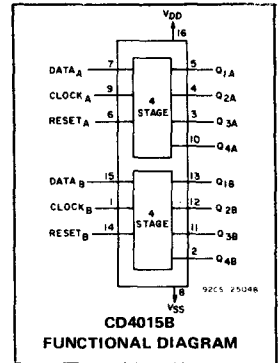 VDD
16
DATAA 7 5 Q1A
CLOCKA 9 4 Q2A
RESETA 6 4 STAGE 3 Q3A
10 Q4A
DATAB 15 13 Q1B
CLOCKB 1 12 Q2B
RESETB 14 4 STAGE 11 Q3B
2 Q4B
8
VSS
92CS 25048
CD4015B
FUNCTIONAL DIAGRAM